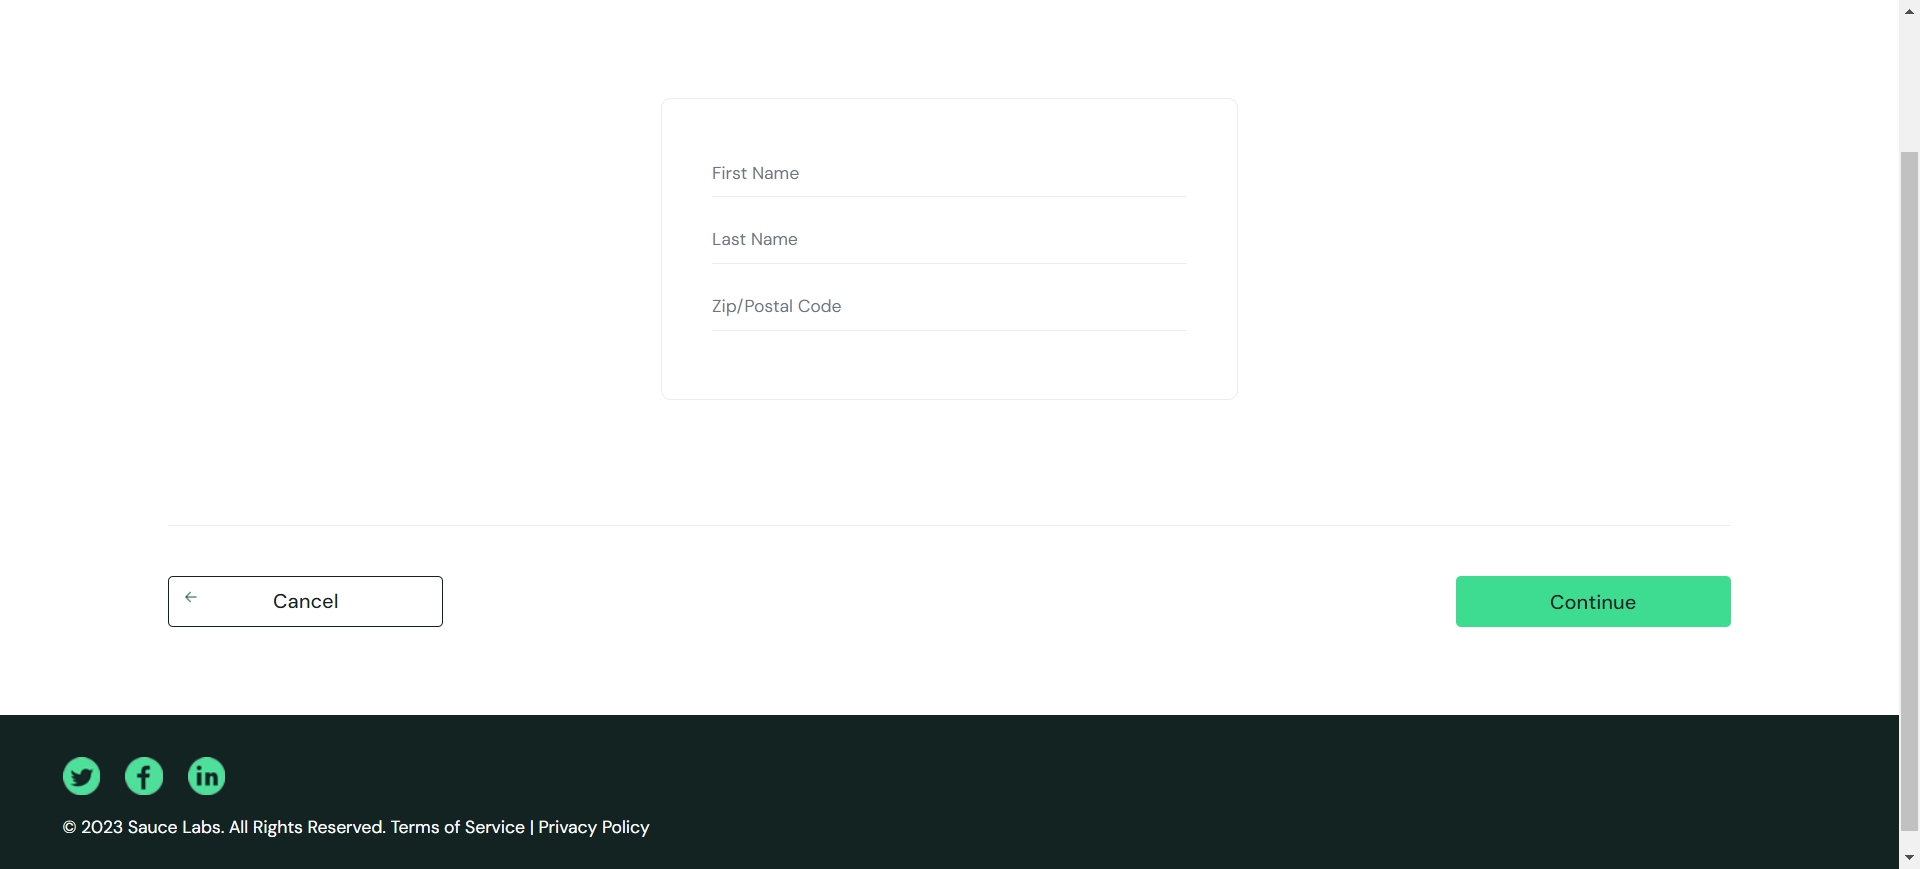 First Name
Last Name
Zip/Postal Code
Cancel
Continue
© 2023 Sauce Labs. All Rights Reserved. Terms of Service | Privacy Policy